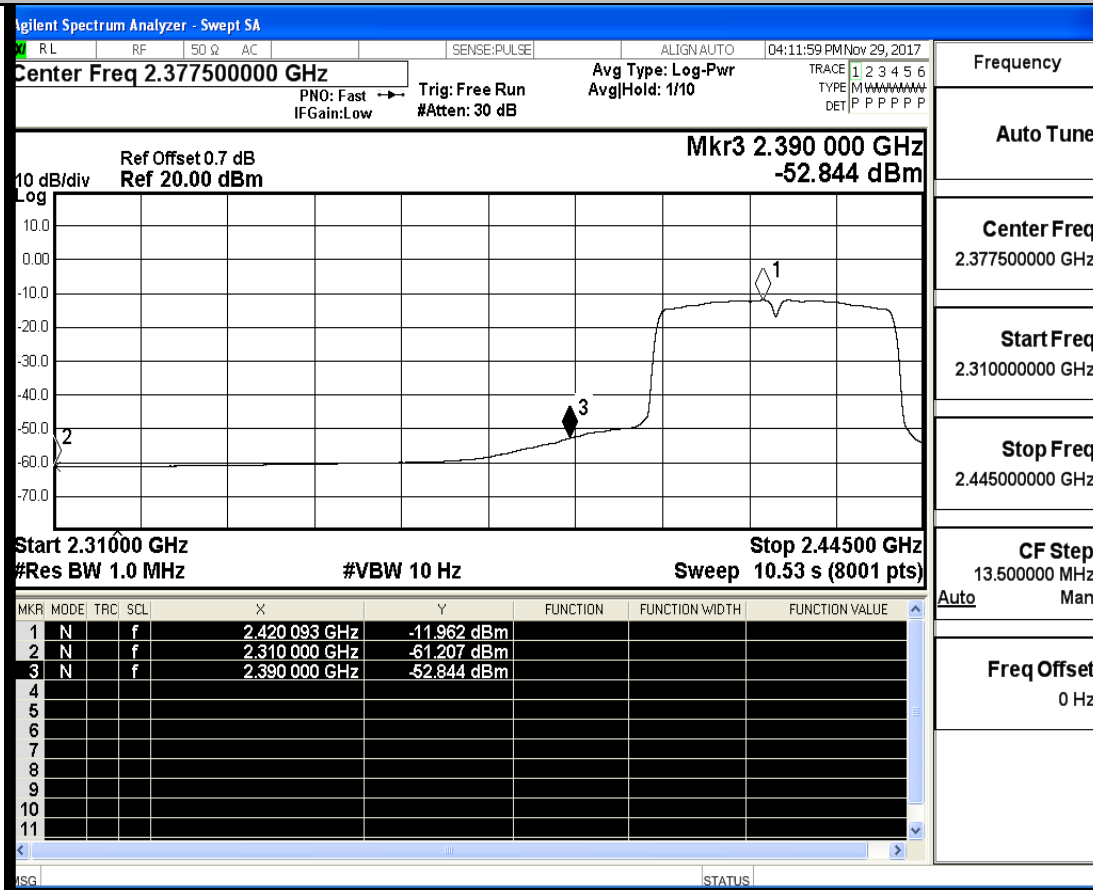 Agilent Spectrum Analyzer - Swept SA
RL RF 50 Ω AC SENSE:PULSE ALIGN AUTO 04:11:59 PM Nov 29, 2017
Center Freq 2.377500000 GHz
PNO: Fast
IFGain:Low
Trig: Free Run
#Atten: 30 dB
Avg Type: Log-Pwr
Avg|Hold: 1/10
TRACE 1 2 3 4 5 6
TYPE M
DET P P P P P P
Ref Offset 0.7 dB
10 dB/div Ref 20.00 dBm
Log
Mkr3 2.390 000 GHz
-52.844 dBm
10.0
0.00
-10.0
-20.0
-30.0
-40.0
-50.0
-60.0
-70.0
1
2
3
Start 2.31000 GHz Stop 2.44500 GHz
#Res BW 1.0 MHz #VBW 10 Hz Sweep 10.53 s (8001 pts)
MKR MODE TRC SCL X Y FUNCTION FUNCTION WIDTH FUNCTION VALUE
1 N f 2.420 093 GHz -11.962 dBm
2 N f 2.310 000 GHz -61.207 dBm
3 N f 2.390 000 GHz -52.844 dBm
4
5
6
7
8
9
10
11
MSG STATUS
Frequency
Auto Tune
Center Freq
2.377500000 GHz
Start Freq
2.310000000 GHz
Stop Freq
2.445000000 GHz
CF Step
13.500000 MHz
Auto Man
Freq Offset
0 Hz